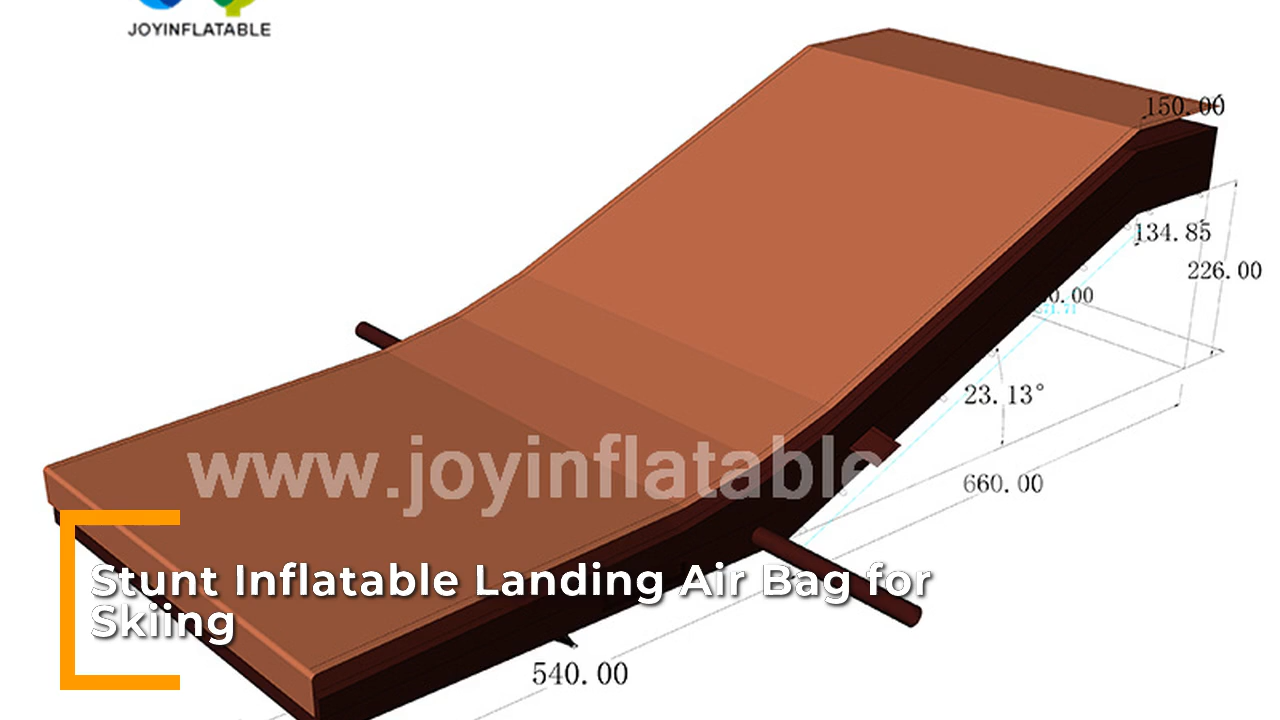 JOYINFLATABLE
150.00
134.85
226.00
23.13°
660.00
www.joyinflatable
Stunt Inflatable Landing Air Bag for
Skiing
540.00